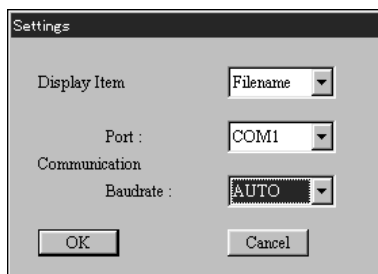 Settings
Display Item Filename
Port : COM1
Communication
Baudrate : AUTO
OK Cancel